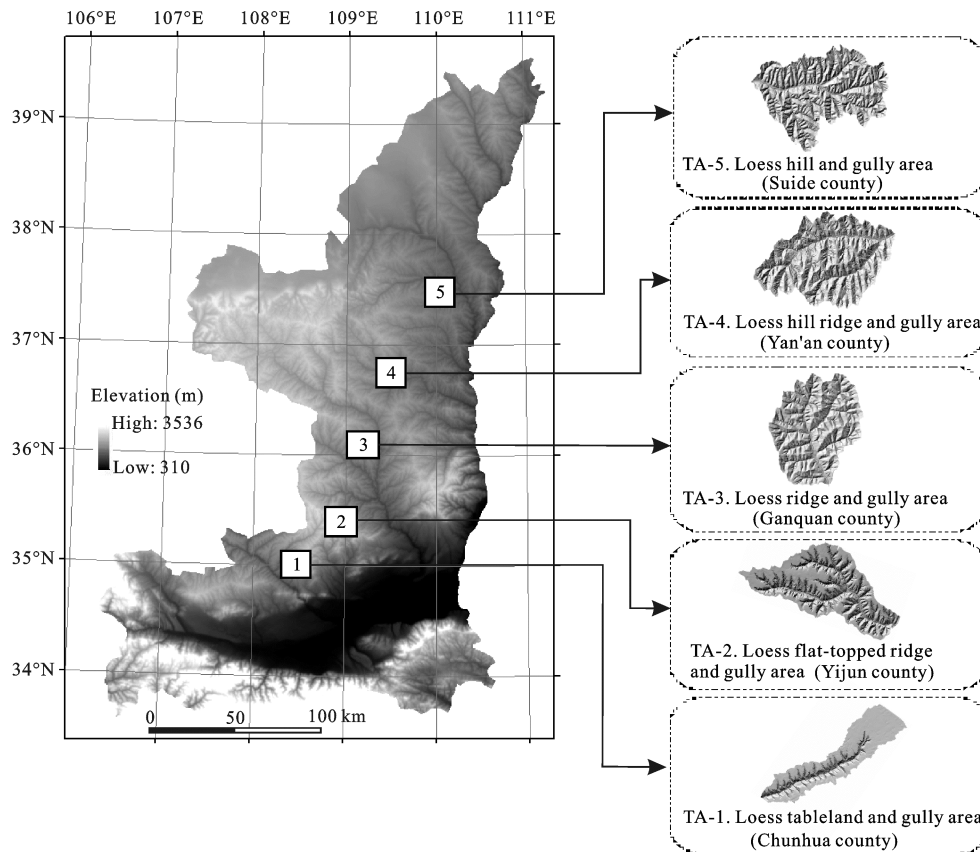 106°E 107°E 108°E 109°E 110°E 111°E
39°N
38°N
37°N
36°N
35°N
34°N
Elevation (m)
High: 3536
Low: 310
5
4
3
2
1
0 50 100 km
TA-5. Loess hill and gully area
(Suide county)
TA-4. Loess hill ridge and gully area
(Yan'an county)
TA-3. Loess ridge and gully area
(Ganquan county)
TA-2. Loess flat-topped ridge
and gully area (Yijun county)
TA-1. Loess tableland and gully area
(Chunhua county)